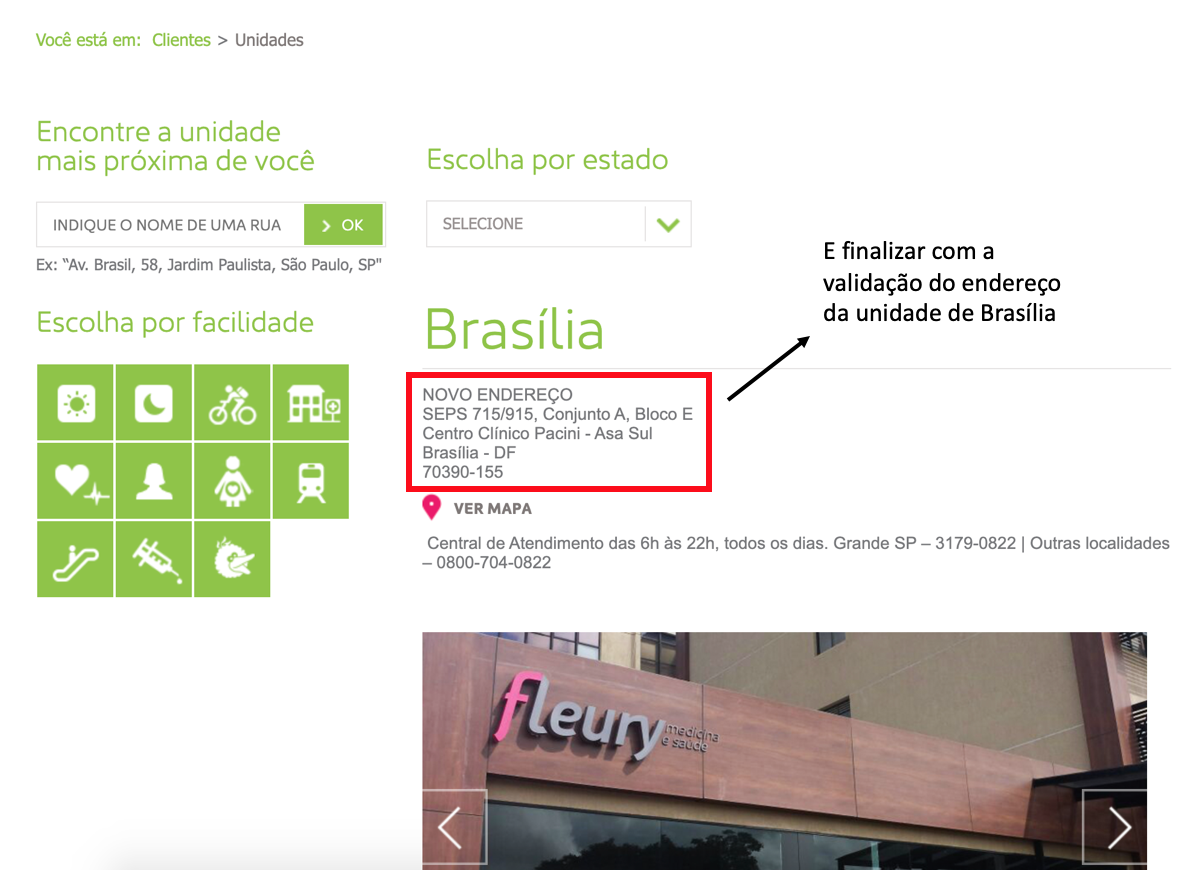 Você está em: Clientes > Unidades
Encontre a unidade
mais próxima de você
INDIQUE O NOME DE UMA RUA
OK
Ex: “Av. Brasil, 58, Jardim Paulista, São Paulo, SP"
Escolha por facilidade
Escolha por estado
SELECIONE
E finalizar com a
validação do endereço
da unidade de Brasília
Brasília
NOVO ENDEREÇO
SEPS 715/915, Conjunto A, Bloco E
Centro Clínico Pacini - Asa Sul
Brasília - DF
70390-155
VER MAPA
Central de Atendimento das 6h às 22h, todos os dias. Grande SP – 3179-0822 | Outras localidades
– 0800-704-0822
fleury
medicina
e saúde